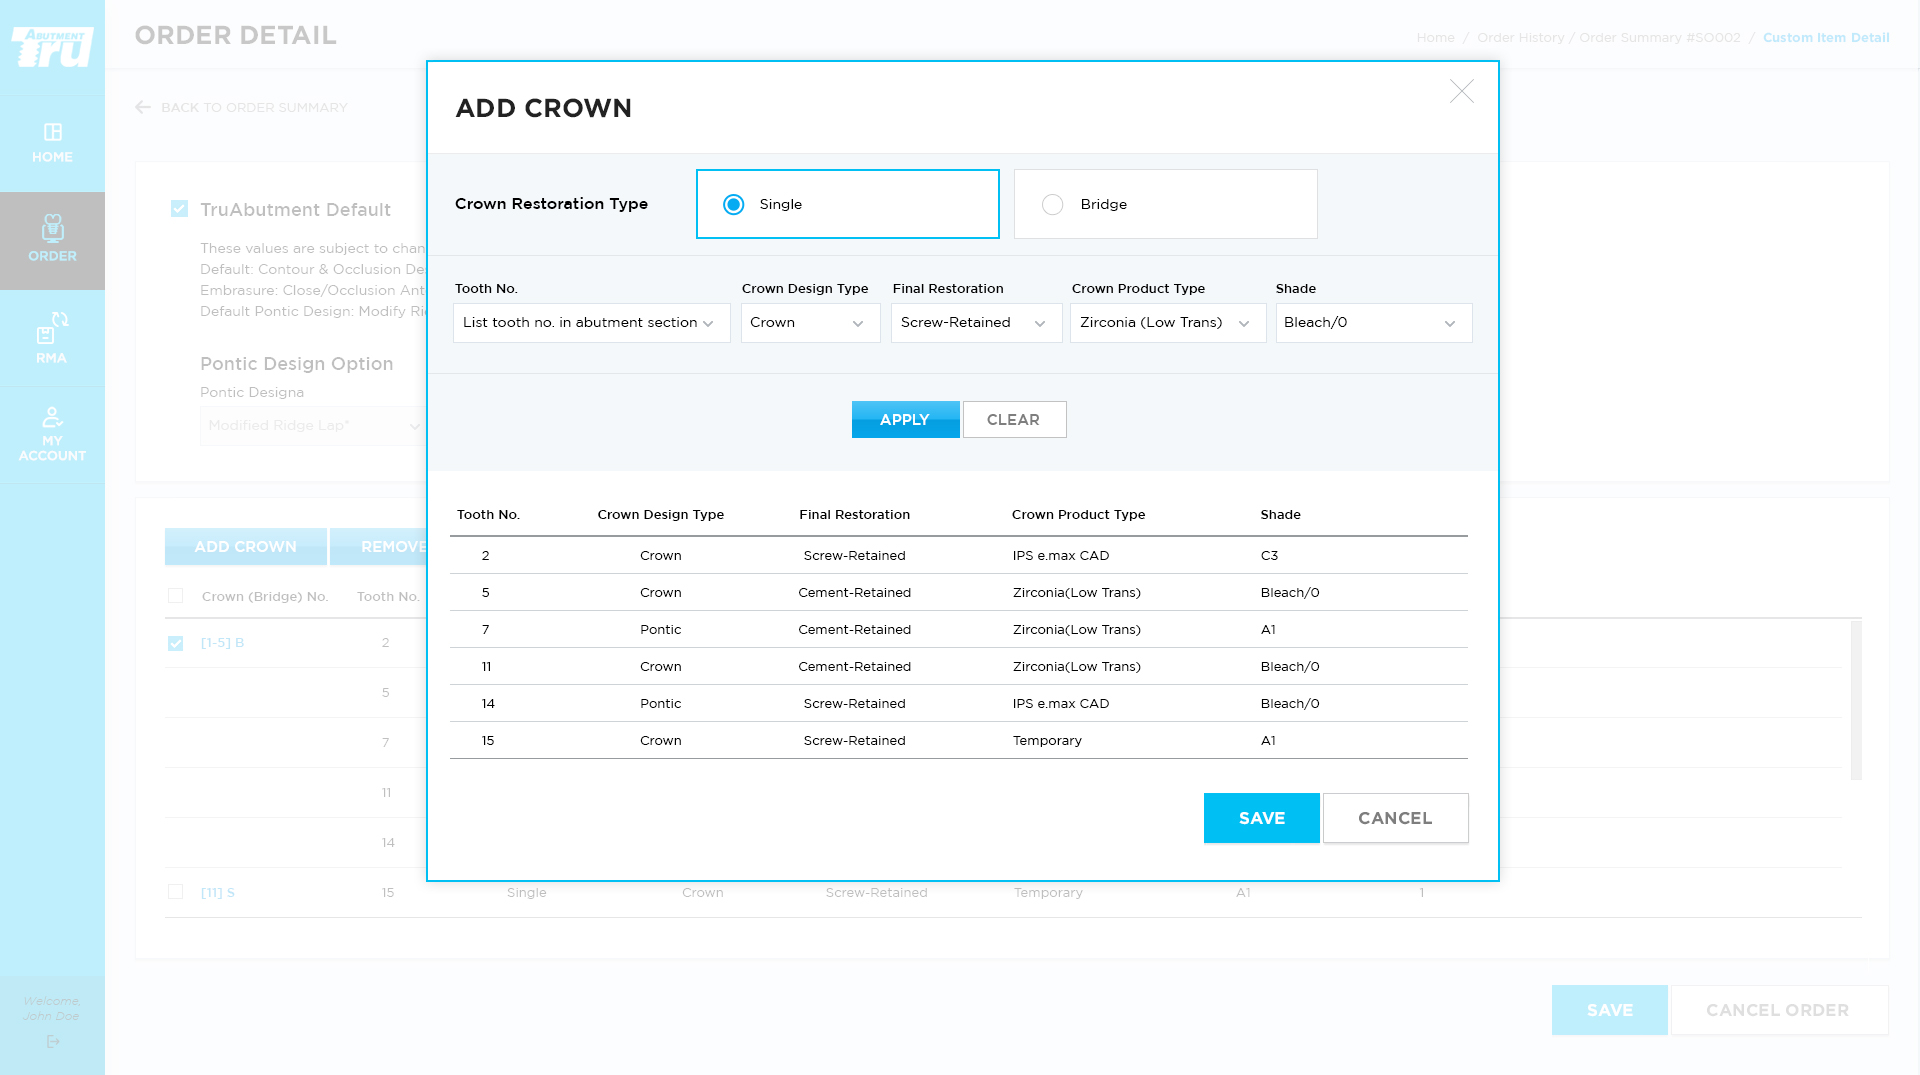 ABUTMENT
Tru
HOME
ORDER
RMA
MY
ACCOUNT
Welcome,
John Doe
ORDER DETAIL
Home / Order History / Order Summary #SO002 / Custom Item Detail
BACK TO ORDER SUMMARY
TruAbutment Default
These values are subject to chan
Default: Contour & Occlusion De
Embrasure: Close/Occlusion Ant
Default Pontic Design: Modify Ri
Pontic Design Option
Pontic Designa
Modified Ridge Lap*
ADD CROWN REMOVE
Crown (Bridge) No. Tooth No.
[1-5] B 2
5
7
11
14
[11] S 15 Single Crown Screw-Retained Temporary A1 1
SAVE CANCEL ORDER
ADD CROWN
Crown Restoration Type Single Bridge
Tooth No. Crown Design Type Final Restoration Crown Product Type Shade
List tooth no. in abutment section Crown Screw-Retained Zirconia (Low Trans) Bleach/0
APPLY CLEAR
Tooth No. Crown Design Type Final Restoration Crown Product Type Shade
2 Crown Screw-Retained IPS e.max CAD C3
5 Crown Cement-Retained Zirconia(Low Trans) Bleach/0
7 Pontic Cement-Retained Zirconia(Low Trans) A1
11 Crown Cement-Retained Zirconia(Low Trans) Bleach/0
14 Pontic Screw-Retained IPS e.max CAD Bleach/0
15 Crown Screw-Retained Temporary A1
SAVE CANCEL